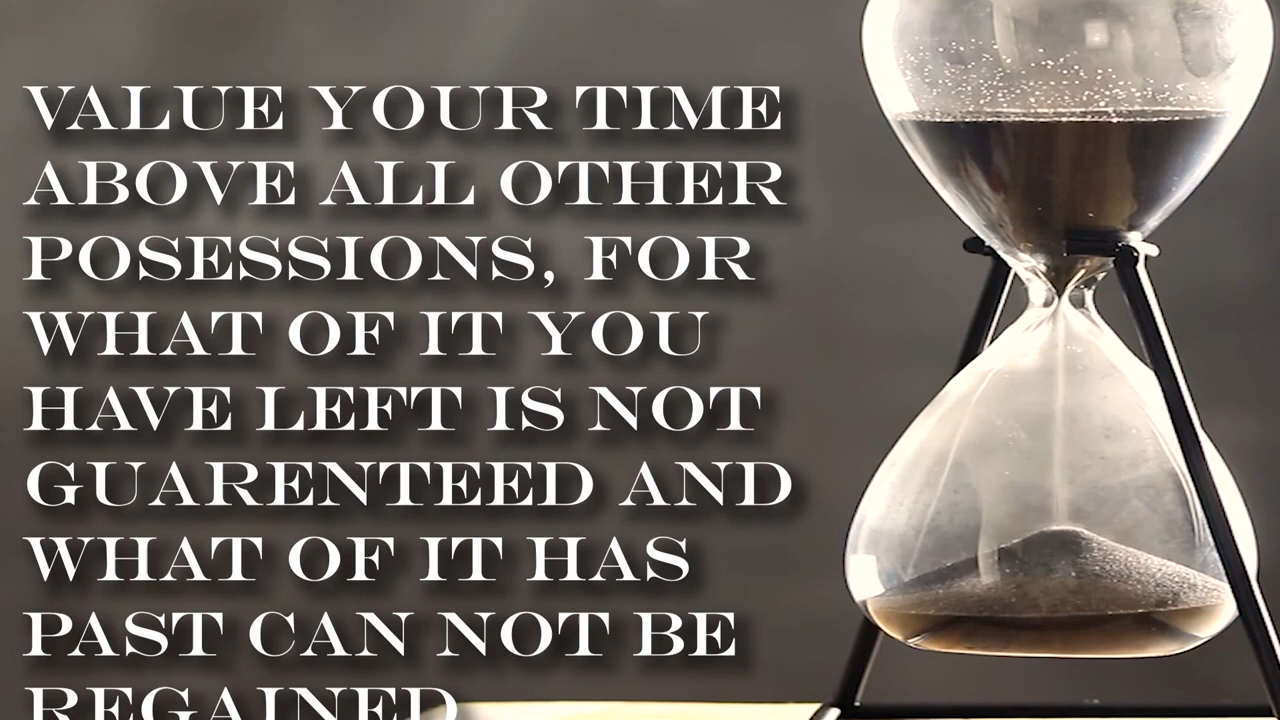 VALUE YOUR TIME
ABOVE ALL OTHER
POSESSIONS, FOR
WHAT OF IT YOU
HAVE LEFT IS NOT
GUARENTEED AND
WHAT OF IT HAS
PAST CAN NOT BE
REGAINED